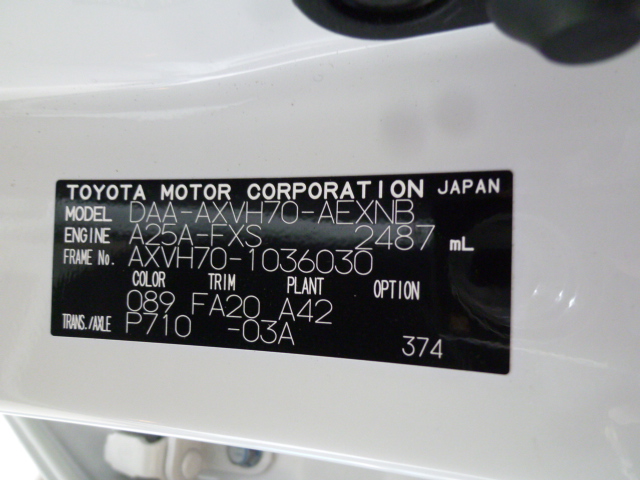 TOYOTA MOTOR CORPORATION JAPAN
MODEL DAA-AXVH70-AEXNB
ENGINE A25A-FXS 2487 mL
FRAME No. AXVH70-1036030
COLOR TRIM PLANT OPTION
089 FA20 A42
TRANS./AXLE P710 -03A
374